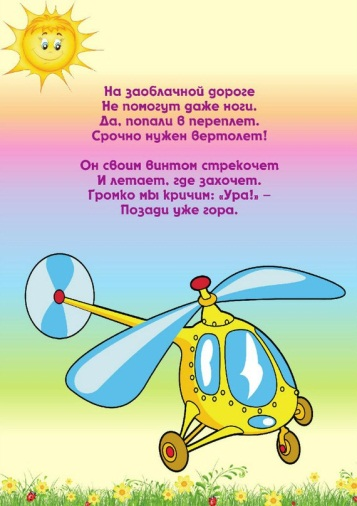 На заоблачной дороге
Не помогут даже ноги.
Да, попали в переплет.
Срочно нужен вертолет!
Он своим винтом стрекочет
И летает, где захочет.
Громко мы кричим: «Ура!» –
Позади уже гора.